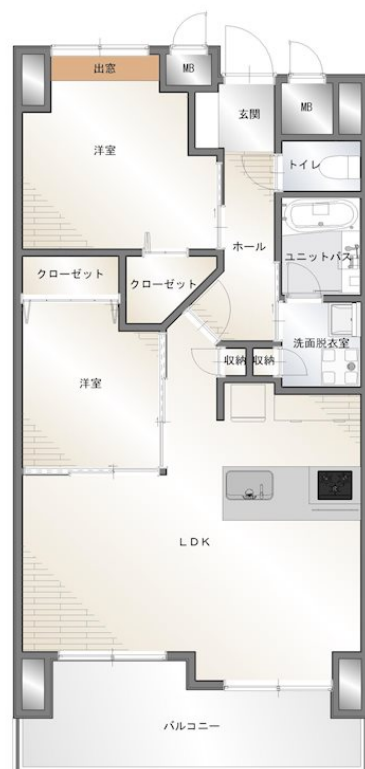 出窓
MB
MB
玄関
洋室
トイレ
ホール
ユニットバス
クローゼット
クローゼット
洗面脱衣室
収納
収納
洋室
LDK
バルコニー